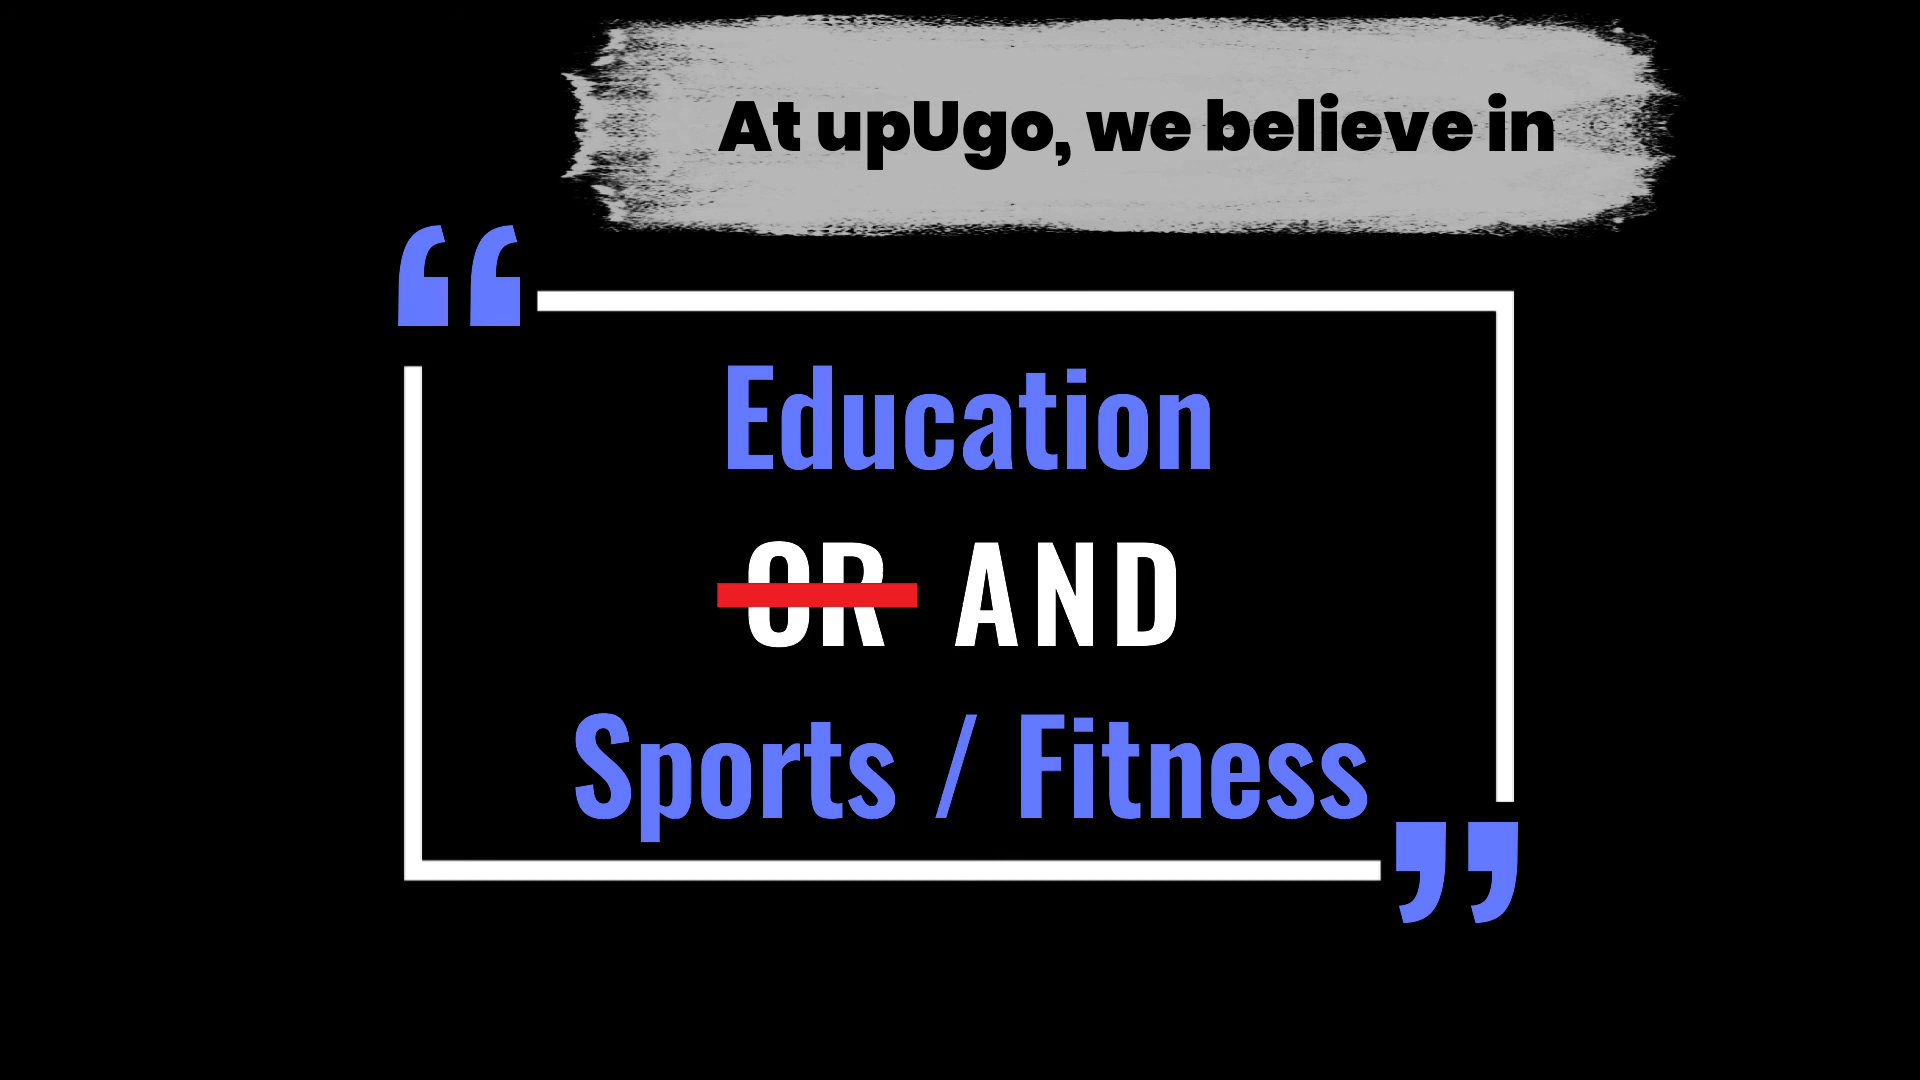 At upUgo, we believe in
“
Education
OR AND
Sports / Fitness
”